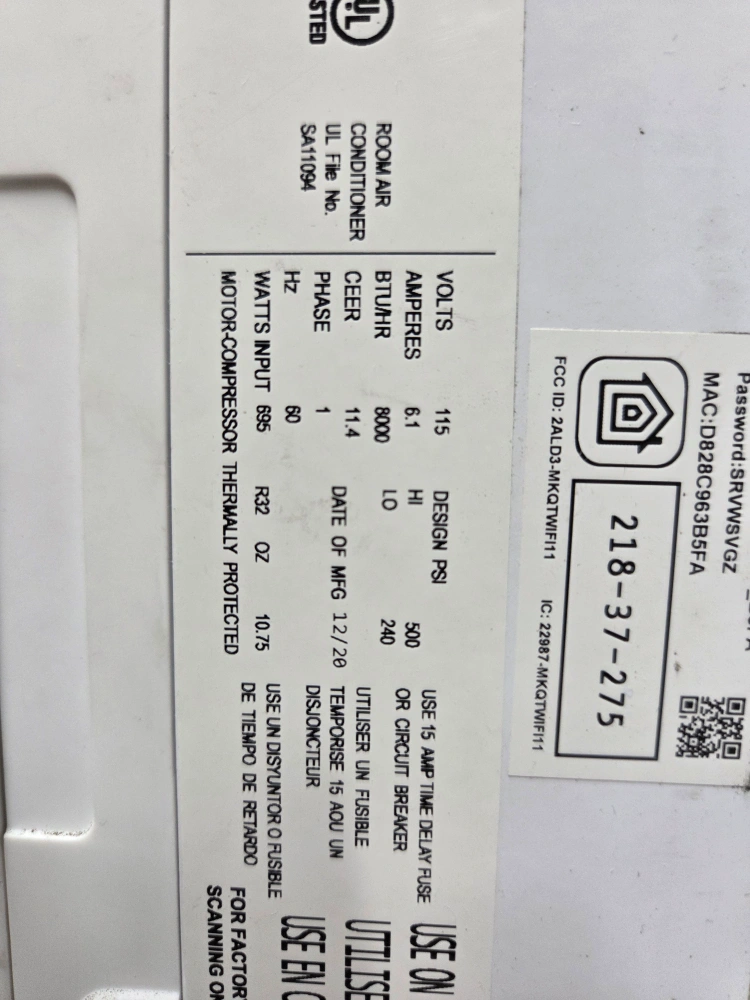 UL
ROOM AIR
CONDITIONER
UL File No.
SA11094
VOLTS 115 DESIGN PSI
AMPERES 6.1 HI 500
BTU/HR 8000 LO 240
CEER 11.4
PHASE 1 DATE OF MFG 12/20
Hz 60
WATTS INPUT 695 R32 OZ 10.75
MOTOR-COMPRESSOR THERMALLY PROTECTED
USE 15 AMP TIME DELAY FUSE
OR CIRCUIT BREAKER
UTILISER UN FUSIBLE
TEMPORISE 15 AOU UN
DISJONCTEUR
USE UN DISYUNTOR O FUSIBLE
DE TIEMPO DE RETARDO
USE ON
UTILISE
USE EN
FOR FACTOR
SCANNING ON
Password:SRVWSVGZ
MAC:D828C963B5FA
218-37-275
FCC ID: 2ALD3-MKQTWIFI11 IC: 22987-MKQTWIFI11